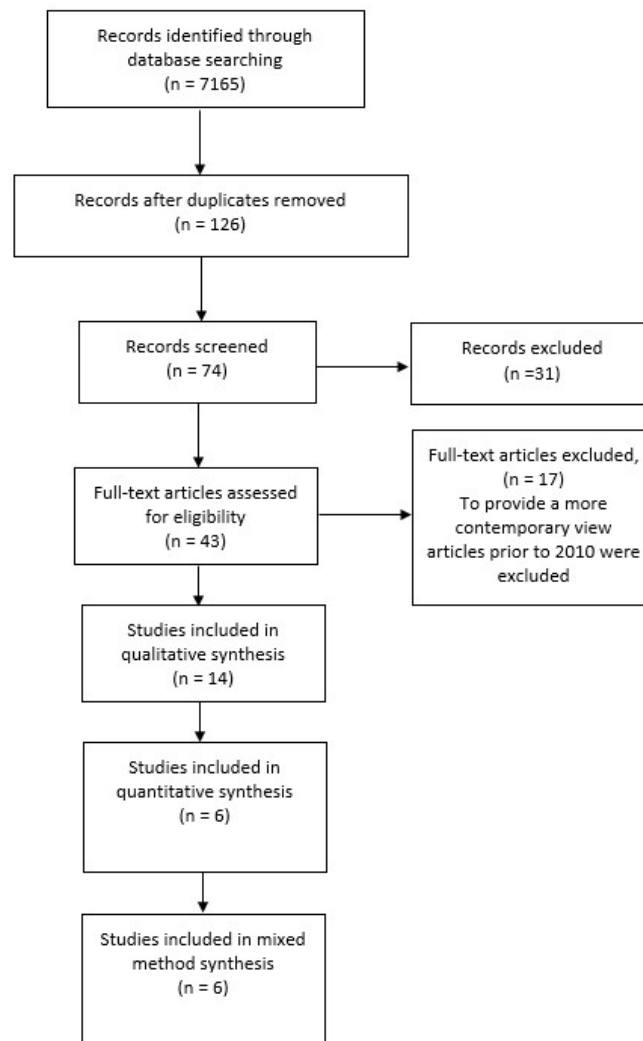 Records identified through
database searching
(n = 7165)
Records after duplicates removed
(n = 126)
Records screened
(n = 74)
Records excluded
(n =31)
Full-text articles assessed
for eligibility
(n = 43)
Full-text articles excluded,
(n = 17)
To provide a more
contemporary view
articles prior to 2010 were
excluded
Studies included in
qualitative synthesis
(n = 14)
Studies included in
quantitative synthesis
(n = 6)
Studies included in mixed
method synthesis
(n = 6)